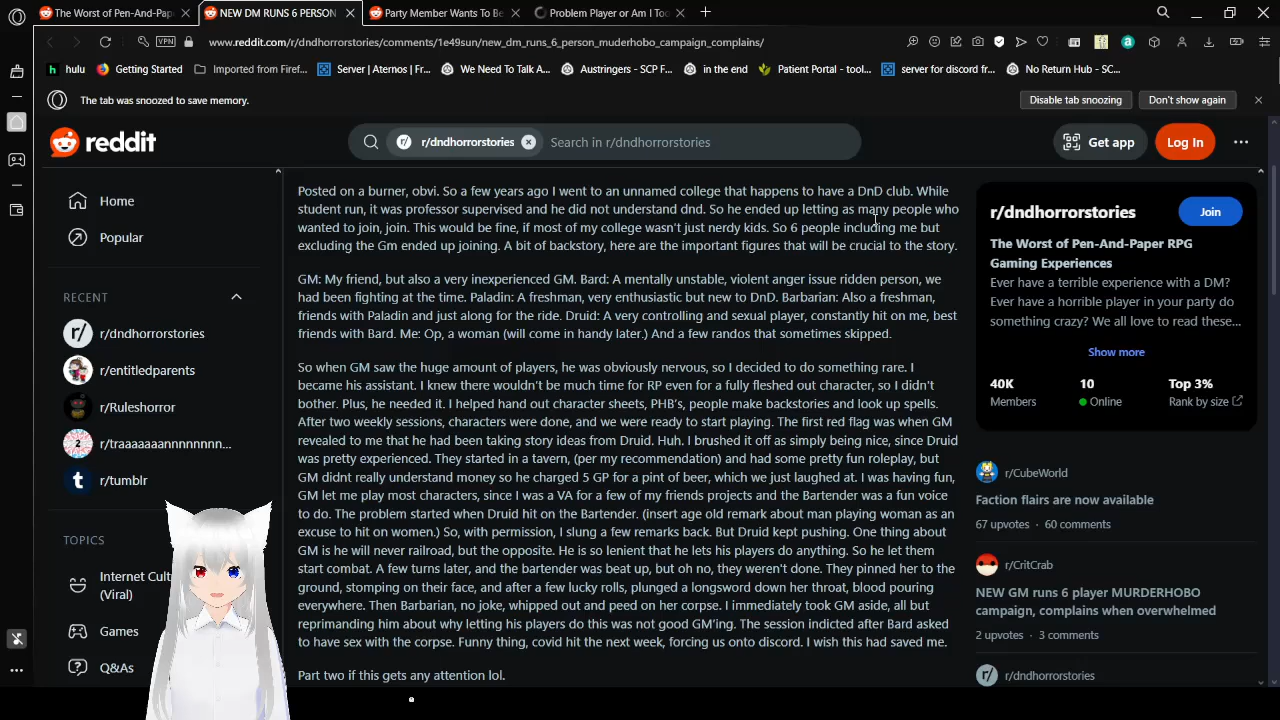 The Worst of Pen-And-Pape
NEW DM RUNS 6 PERSON
Party Member Wants To Be
Problem Player or Am I Too
VPN
www.reddit.com/r/dndhorrorstories/comments/1e49sun/new_dm_runs_6_person_muderhobo_campaign_complains/
hulu
Getting Started
Imported from Firef...
Server | Aternos | Fr...
We Need To Talk A...
Austringers - SCP F...
in the end
Patient Portal - tool...
server for discord fr...
No Return Hub - SC...
The tab was snoozed to save memory.
Disable tab snoozing
Don't show again
reddit
r/dndhorrorstories
Search in r/dndhorrorstories
Get app
Log In
Home
Popular
RECENT
r/dndhorrorstories
r/entitledparents
r/Ruleshorror
r/traaaaaaannnnnnnn...
r/tumblr
TOPICS
Internet Cult
(Viral)
Games
Q&As
Posted on a burner, obvi. So a few years ago I went to an unnamed college that happens to have a DnD club. While
student run, it was professor supervised and he did not understand dnd. So he ended up letting as many people who
wanted to join, join. This would be fine, if most of my college wasn't just nerdy kids. So 6 people including me but
excluding the Gm ended up joining. A bit of backstory, here are the important figures that will be crucial to the story.
GM: My friend, but also a very inexperienced GM. Bard: A mentally unstable, violent anger issue ridden person, we
had been fighting at the time. Paladin: A freshman, very enthusiastic but new to DnD. Barbarian: Also a freshman,
friends with Paladin and just along for the ride. Druid: A very controlling and sexual player, constantly hit on me, best
friends with Bard. Me: Op, a woman (will come in handy later.) And a few randos that sometimes skipped.
So when GM saw the huge amount of players, he was obviously nervous, so I decided to do something rare. I
became his assistant. I knew there wouldn't be much time for RP even for a fully fleshed out character, so I didn't
bother. Plus, he needed it. I helped hand out character sheets, PHB's, people make backstories and look up spells.
After two weekly sessions, characters were done, and we were ready to start playing. The first red flag was when GM
revealed to me that he had been taking story ideas from Druid. Huh. I brushed it off as simply being nice, since Druid
was pretty experienced. They started in a tavern, (per my recommendation) and had some pretty fun roleplay, but
GM didnt really understand money so he charged 5 GP for a pint of beer, which we just laughed at. I was having fun,
GM let me play most characters, since I was a VA for a few of my friends projects and the Bartender was a fun voice
to do. The problem started when Druid hit on the Bartender. (insert age old remark about man playing woman as an
excuse to hit on women.) So, with permission, I slung a few remarks back. But Druid kept pushing. One thing about
GM is he will never railroad, but the opposite. He is so lenient that he lets his players do anything. So he let them
start combat. A few turns later, and the bartender was beat up, but oh no, they weren't done. They pinned her to the
ground, stomping on their face, and after a few lucky rolls, plunged a longsword down her throat, blood pouring
everywhere. Then Barbarian, no joke, whipped out and peed on her corpse. I immediately took GM aside, all but
reprimanding him about why letting his players do this was not good GM'ing. The session indicted after Bard asked
to have sex with the corpse. Funny thing, covid hit the next week, forcing us onto discord. I wish this had saved me.
Part two if this gets any attention lol.
r/dndhorrorstories
Join
The Worst of Pen-And-Paper RPG
Gaming Experiences
Ever have a terrible experience with a DM?
Ever have a horrible player in your party do
something crazy? We all love to read these...
Show more
40K
Members
10
Online
Top 3%
Rank by size
r/CubeWorld
Faction flairs are now available
67 upvotes · 60 comments
r/CritCrab
NEW GM runs 6 player MURDERHOBO
campaign, complains when overwhelmed
2 upvotes · 3 comments
r/dndhorrorstories